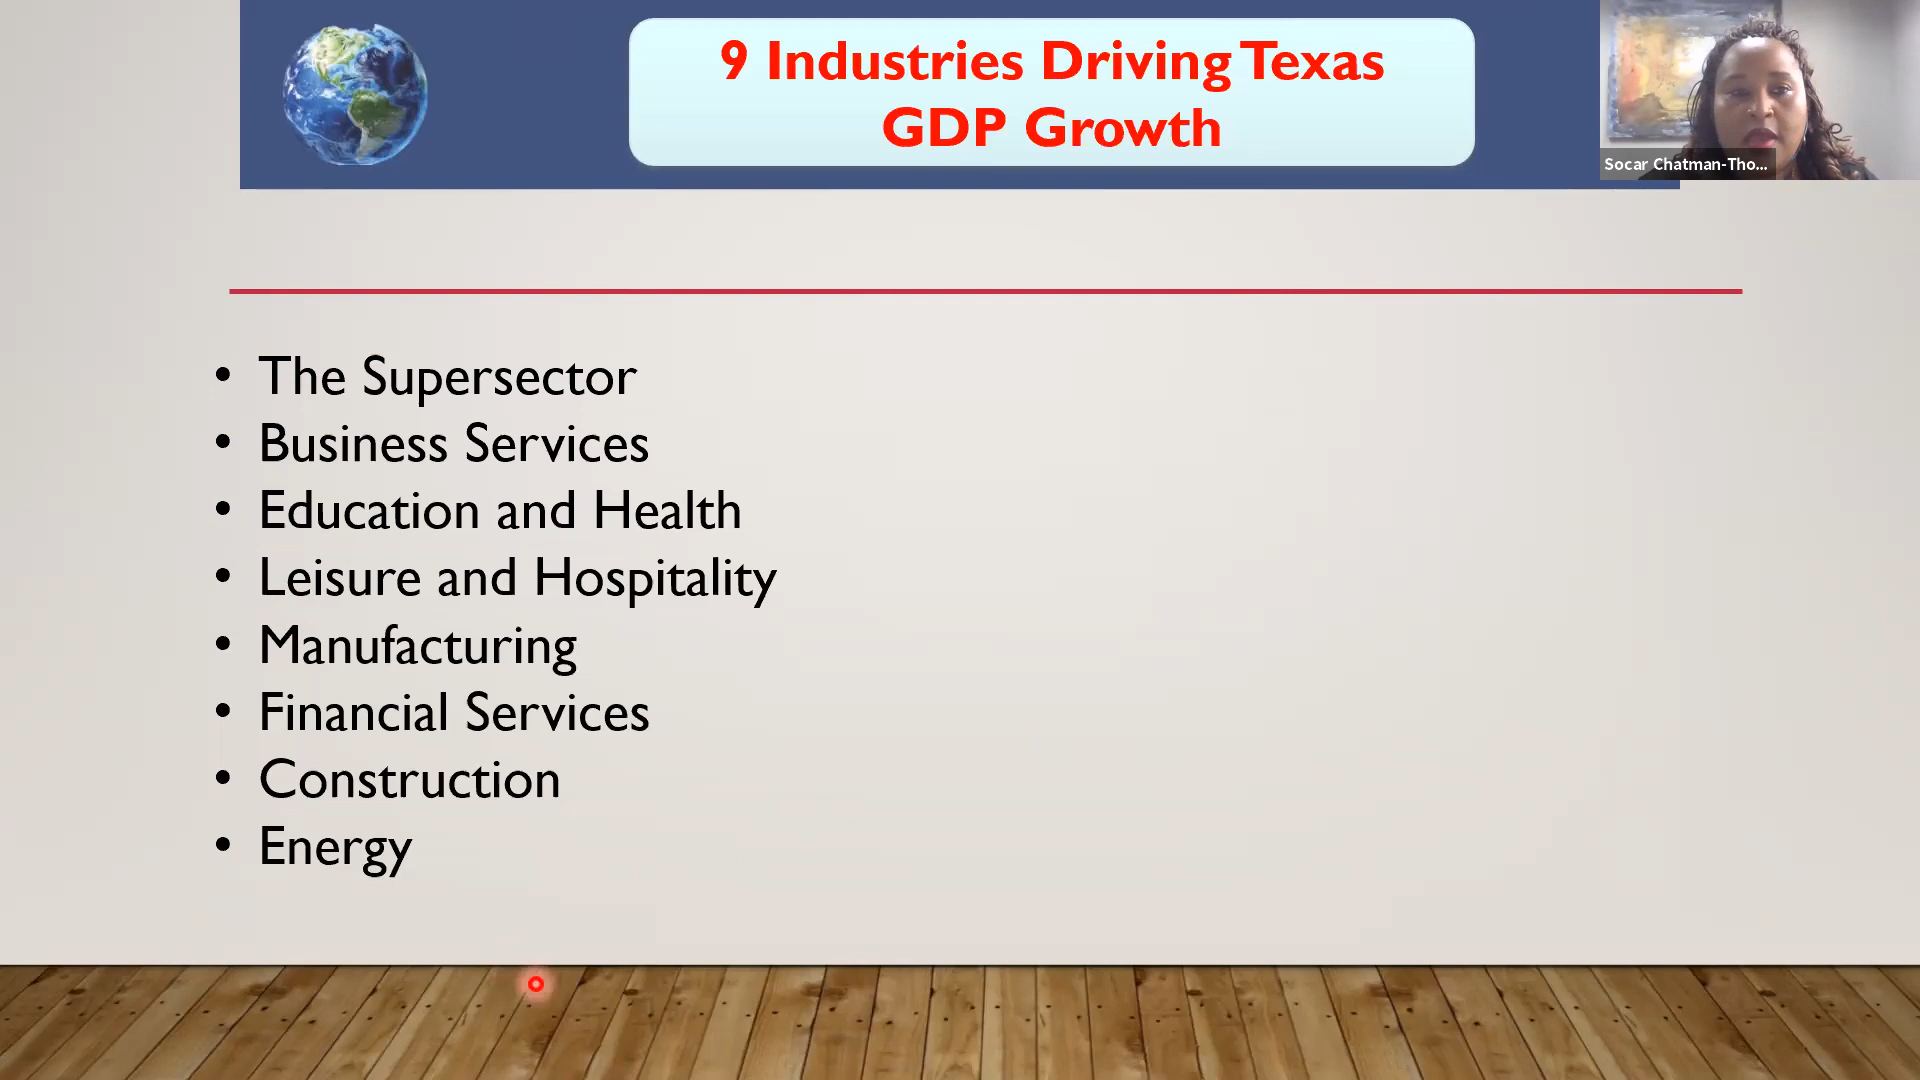 9 Industries Driving Texas
GDP Growth
Socar Chatman-Tho...
• The Supersector
• Business Services
• Education and Health
• Leisure and Hospitality
• Manufacturing
• Financial Services
• Construction
• Energy